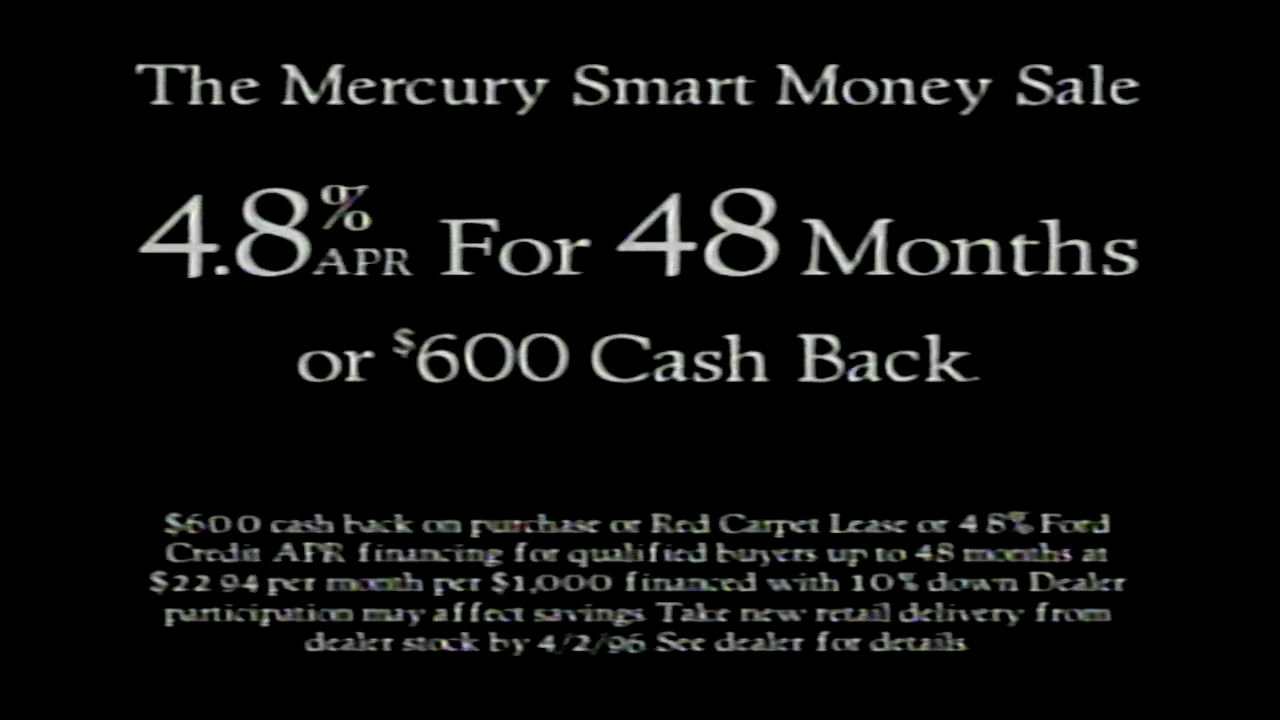 The Mercury Smart Money Sale
4.8% APR For 48 Months
or $600 Cash Back
$600 cash back on purchase or Red Carpet Lease or 4.8% Ford
Credit APR financing for qualified buyers up to 48 months at
$22.94 per month per $1,000 financed with 10% down. Dealer
participation may affect savings. Take new retail delivery from
dealer stock by 4/2/96. See dealer for details.